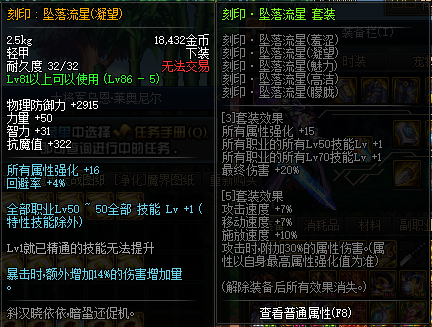 刻印·坠落流星(凝望)
2.5kg 18,432金币
轻甲 下装
耐久度 32/32 无法交易
Lv81以上可以使用 (Lv86 - 5)
物理防御力 +2915
力量 +50
智力 +31
抗魔值 +322
所有属性强化 +16
回避率 +4%
全部职业Lv50 ~ 50全部 技能 Lv +1 (
特性技能除外)
Lv1就已精通的技能无法提升
暴击时,额外增加14%的伤害增加量
。
斜汉晓依依,暗蛩还促机。
刻印·坠落流星 套装
刻印·坠落流星(羞涩)
刻印·坠落流星(凝望)
刻印·坠落流星(魅力)
刻印·坠落流星(高洁)
刻印·坠落流星(朦胧)
[3]套装效果
所有属性强化 +15
所有职业的所有Lv50技能Lv +1
所有职业的所有Lv70技能Lv +1
最终伤害 +20%
[5]套装效果
攻击速度 +7%
移动速度 +7%
施放速度 +10%
攻击时,附加30%的属性伤害。(属
性以自身最高属性强化值为准)
(解除装备后所有效果消失。)
查看普通属性(F8)